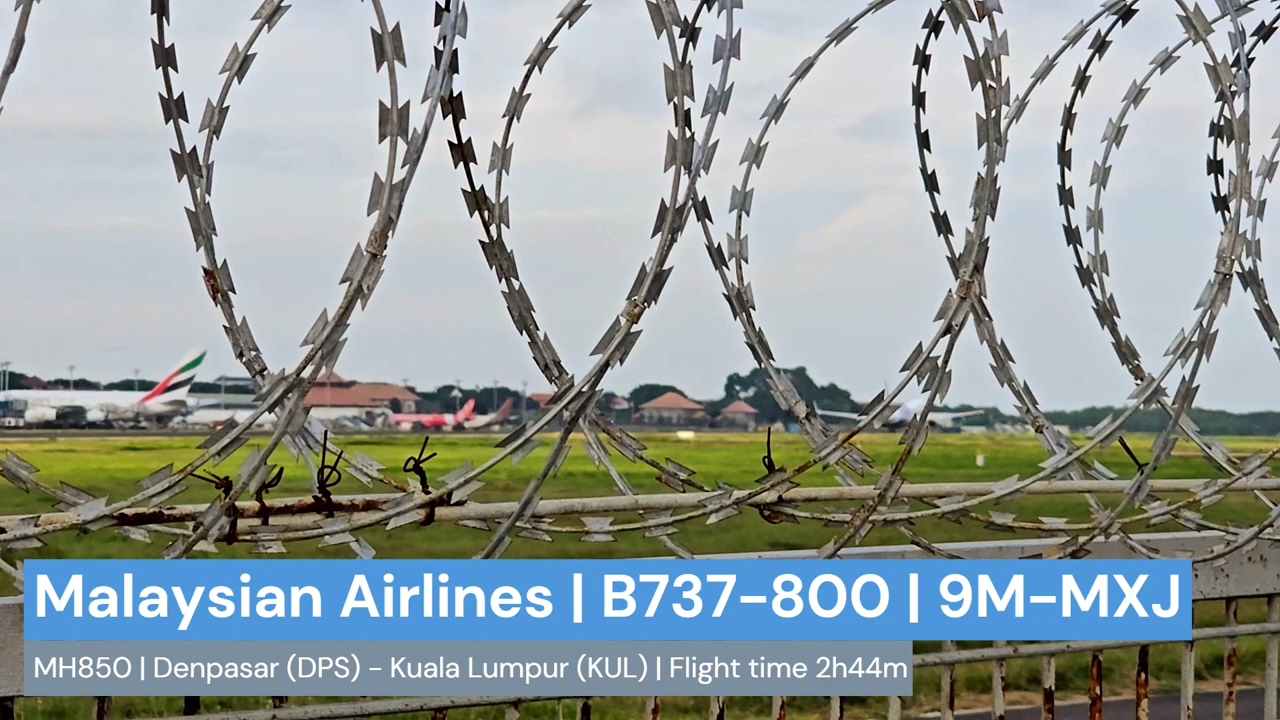 Malaysian Airlines | B737-800 | 9M-MXJ
MH850 | Denpasar (DPS) - Kuala Lumpur (KUL) | Flight time 2h44m